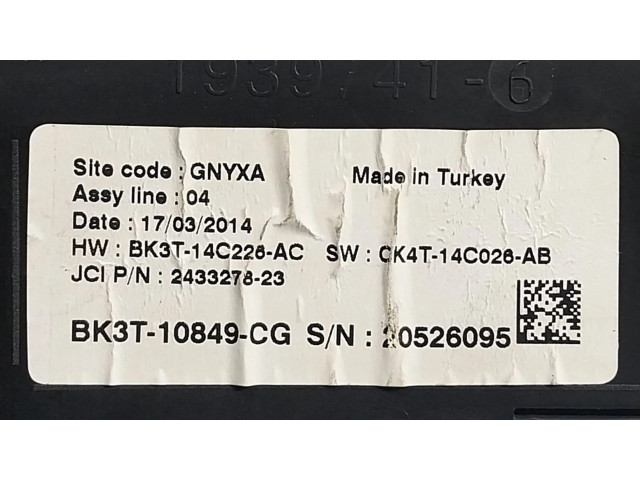 1939741-6
Site code : GNYXA Made in Turkey
Assy line : 04
Date : 17/03/2014
HW : BK3T-14C226-AC SW : CK4T-14C026-AB
JCI P/N : 2433278-23
BK3T-10849-CG S/N : 20526095